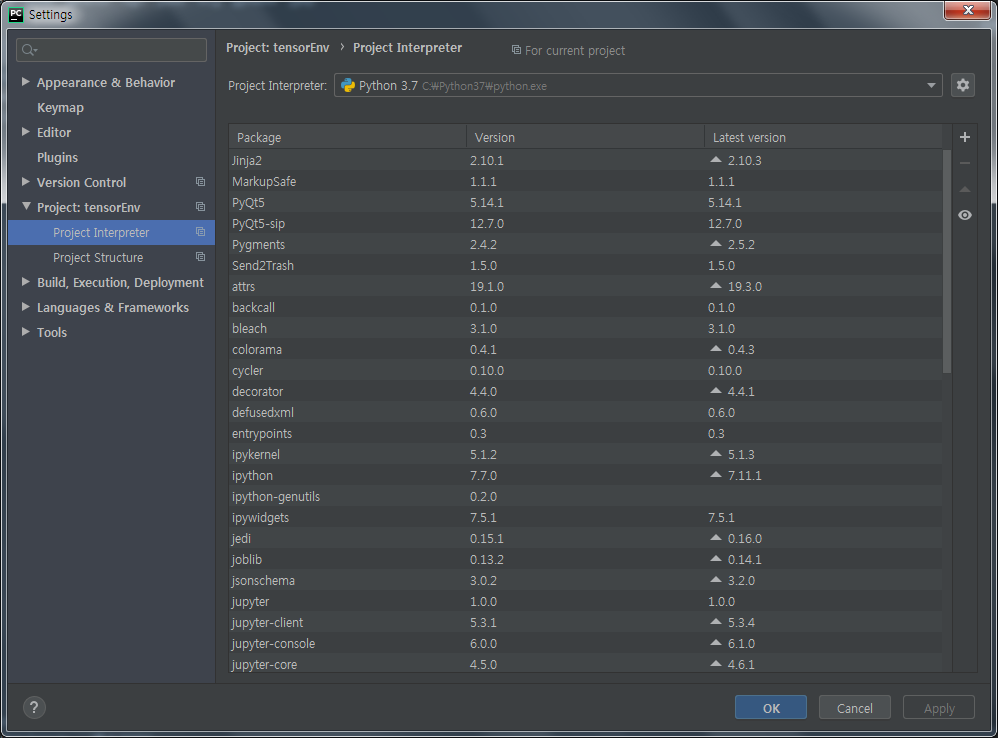 PC Settings
Project: tensorEnv › Project Interpreter For current project
Appearance & Behavior
Keymap
Editor
Plugins
Version Control
Project: tensorEnv
Project Interpreter
Project Structure
Build, Execution, Deployment
Languages & Frameworks
Tools
Project Interpreter: Python 3.7 C:₩Python37₩python.exe
Package Version Latest version
Jinja2 2.10.1 2.10.3
MarkupSafe 1.1.1 1.1.1
PyQt5 5.14.1 5.14.1
PyQt5-sip 12.7.0 12.7.0
Pygments 2.4.2 2.5.2
Send2Trash 1.5.0 1.5.0
attrs 19.1.0 19.3.0
backcall 0.1.0 0.1.0
bleach 3.1.0 3.1.0
colorama 0.4.1 0.4.3
cycler 0.10.0 0.10.0
decorator 4.4.0 4.4.1
defusedxml 0.6.0 0.6.0
entrypoints 0.3 0.3
ipykernel 5.1.2 5.1.3
ipython 7.7.0 7.11.1
ipython-genutils 0.2.0
ipywidgets 7.5.1 7.5.1
jedi 0.15.1 0.16.0
joblib 0.13.2 0.14.1
jsonschema 3.0.2 3.2.0
jupyter 1.0.0 1.0.0
jupyter-client 5.3.1 5.3.4
jupyter-console 6.0.0 6.1.0
jupyter-core 4.5.0 4.6.1
? OK Cancel Apply